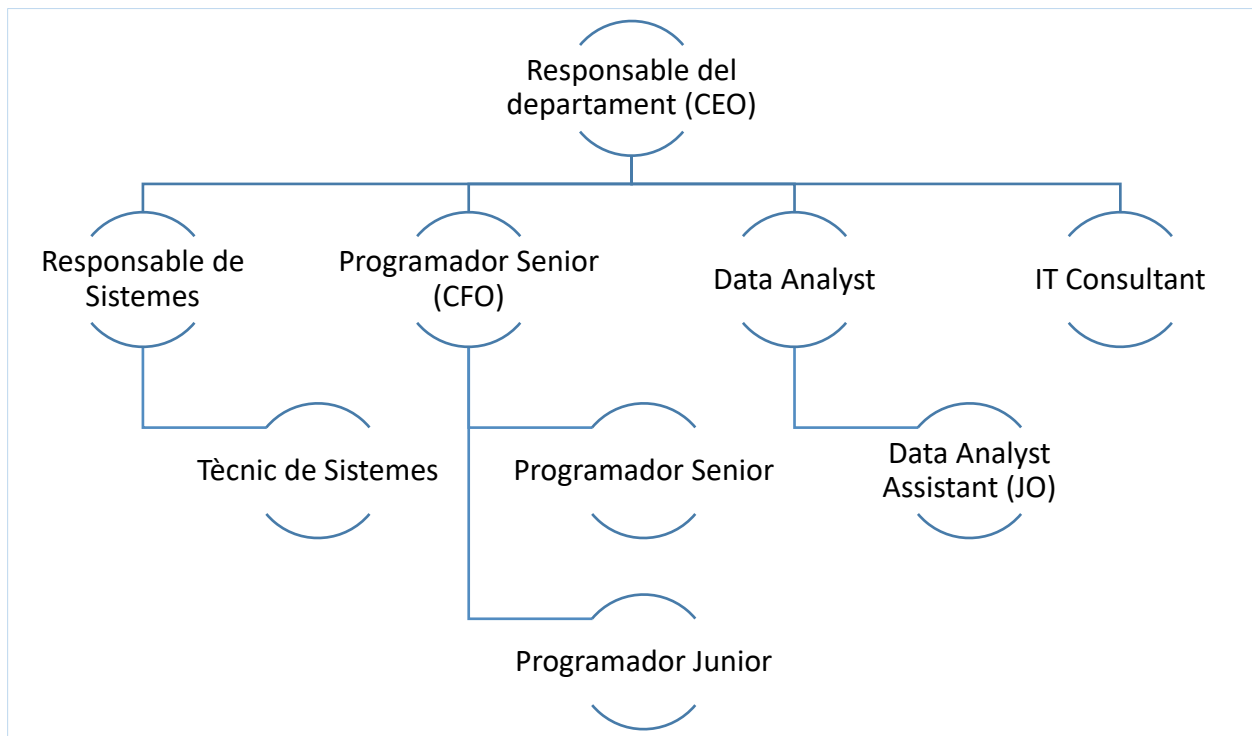 Responsable del
departament (CEO)
Responsable de
Sistemes
Programador Senior
(CFO)
Data Analyst
IT Consultant
Tècnic de Sistemes
Programador Senior
Data Analyst
Assistant (JO)
Programador Junior